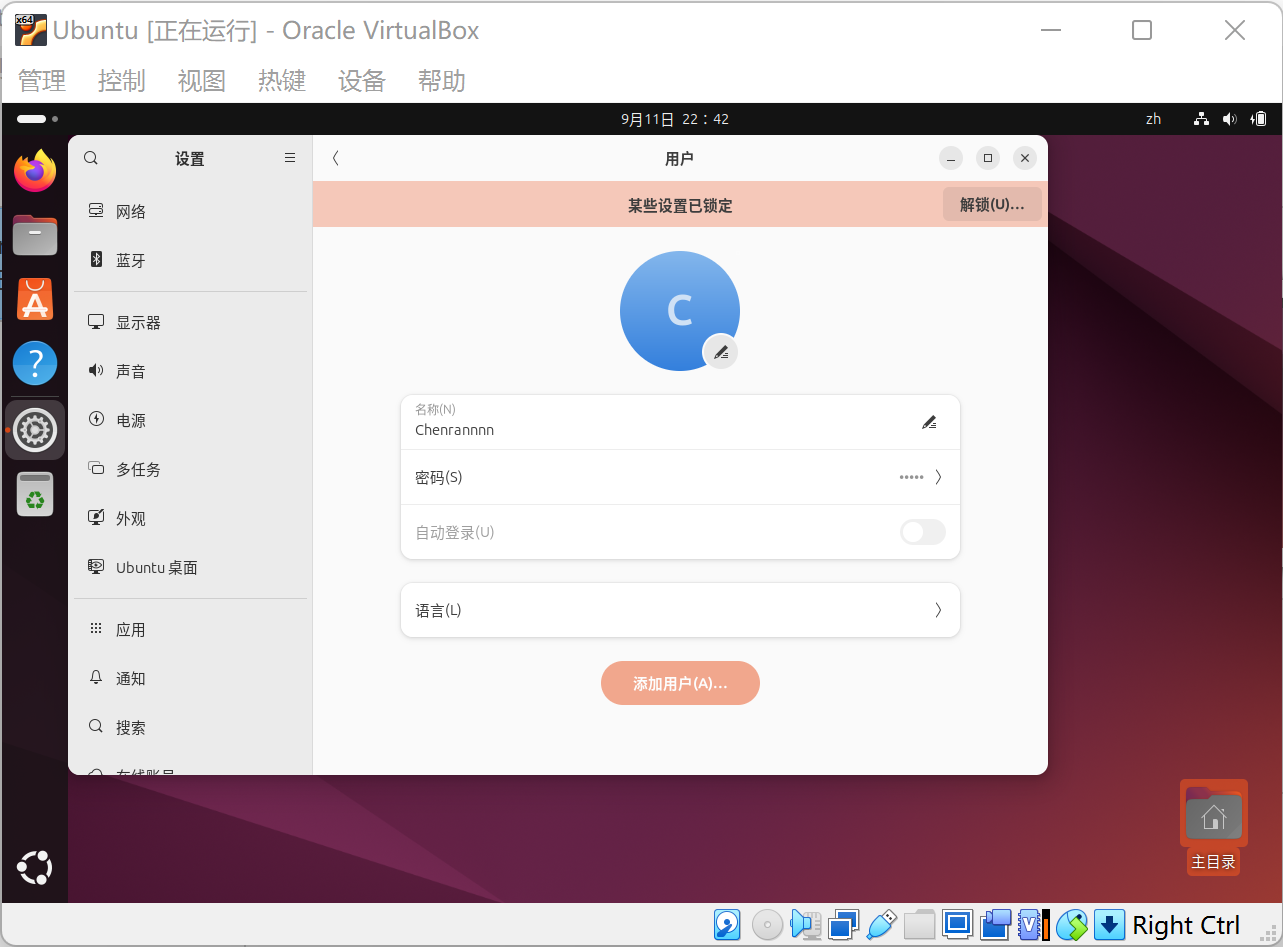 Ubuntu [正在运行] - Oracle VirtualBox
管理 控制 视图 热键 设备 帮助
9月11日 22：42
zh
设置
用户
网络
蓝牙
显示器
声音
电源
多任务
外观
Ubuntu 桌面
应用
通知
搜索
在线账号
某些设置已锁定
解锁(U)…
C
名称(N)
Chenrannnn
密码(S)
自动登录(U)
语言(L)
添加用户(A)…
主目录
Right Ctrl